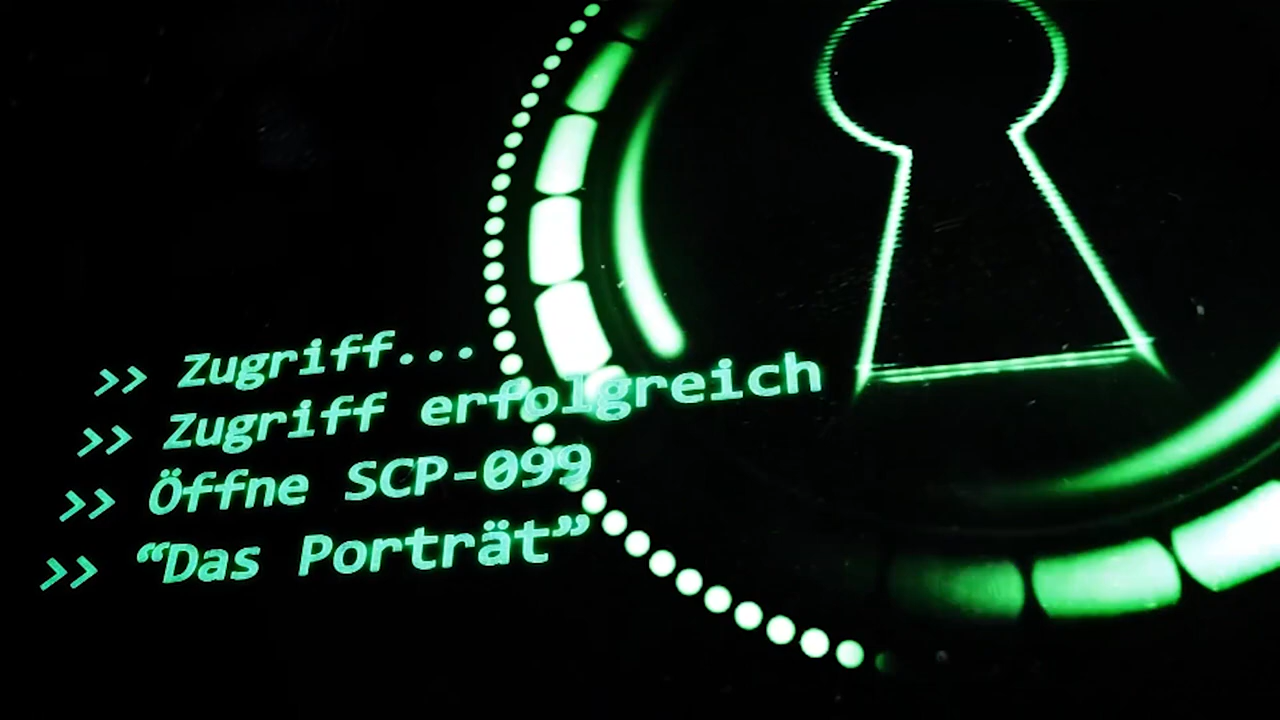 >> Zugriff...
>> Zugriff erfolgreich
>> Öffne SCP-099
>> “Das Porträt”